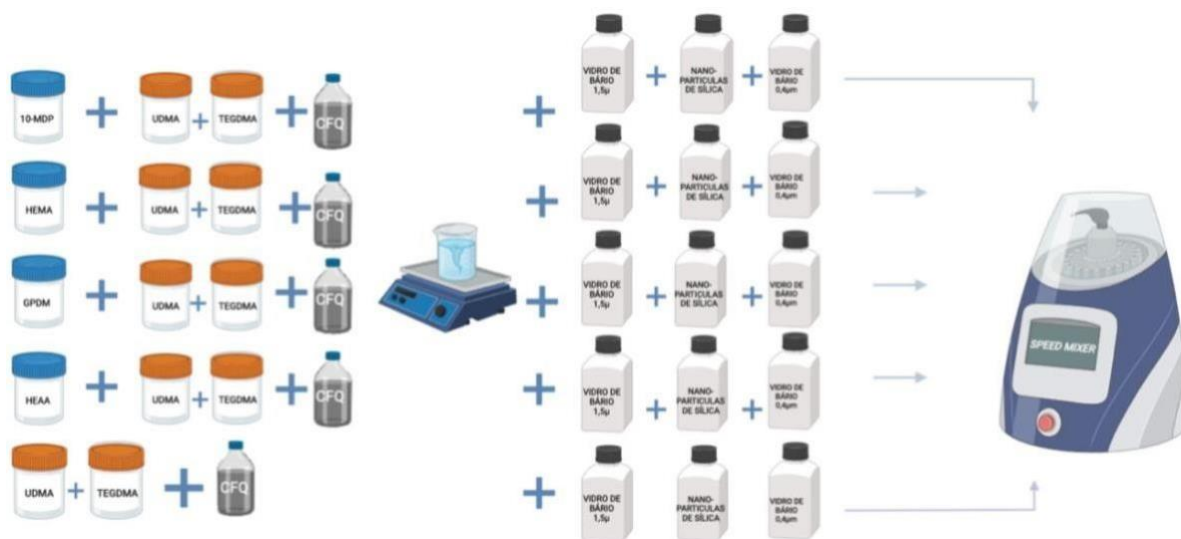 10-MDP
UDMA
TEGDMA
CFQ
VIDRO DE
BÁRIO
1,5µ
NANO-
PARTICULAS
DE SÍLICA
VIDRO DE
BÁRIO
0,4µm
HEMA
UDMA
TEGDMA
CFQ
VIDRO DE
BÁRIO
1,5µ
NANO-
PARTICULAS
DE SÍLICA
VIDRO DE
BÁRIO
0,4µm
GPDM
UDMA
TEGDMA
CFQ
VIDRO DE
BÁRIO
1,5µ
NANO-
PARTICULAS
DE SÍLICA
VIDRO DE
BÁRIO
0,4µm
SPEED MIXER
HEAA
UDMA
TEGDMA
CFQ
VIDRO DE
BÁRIO
1,5µ
NANO-
PARTICULAS
DE SÍLICA
VIDRO DE
BÁRIO
0,4µm
UDMA
TEGDMA
CFQ
VIDRO DE
BÁRIO
1,5µ
NANO-
PARTICULAS
DE SÍLICA
VIDRO DE
BÁRIO
0,4µm